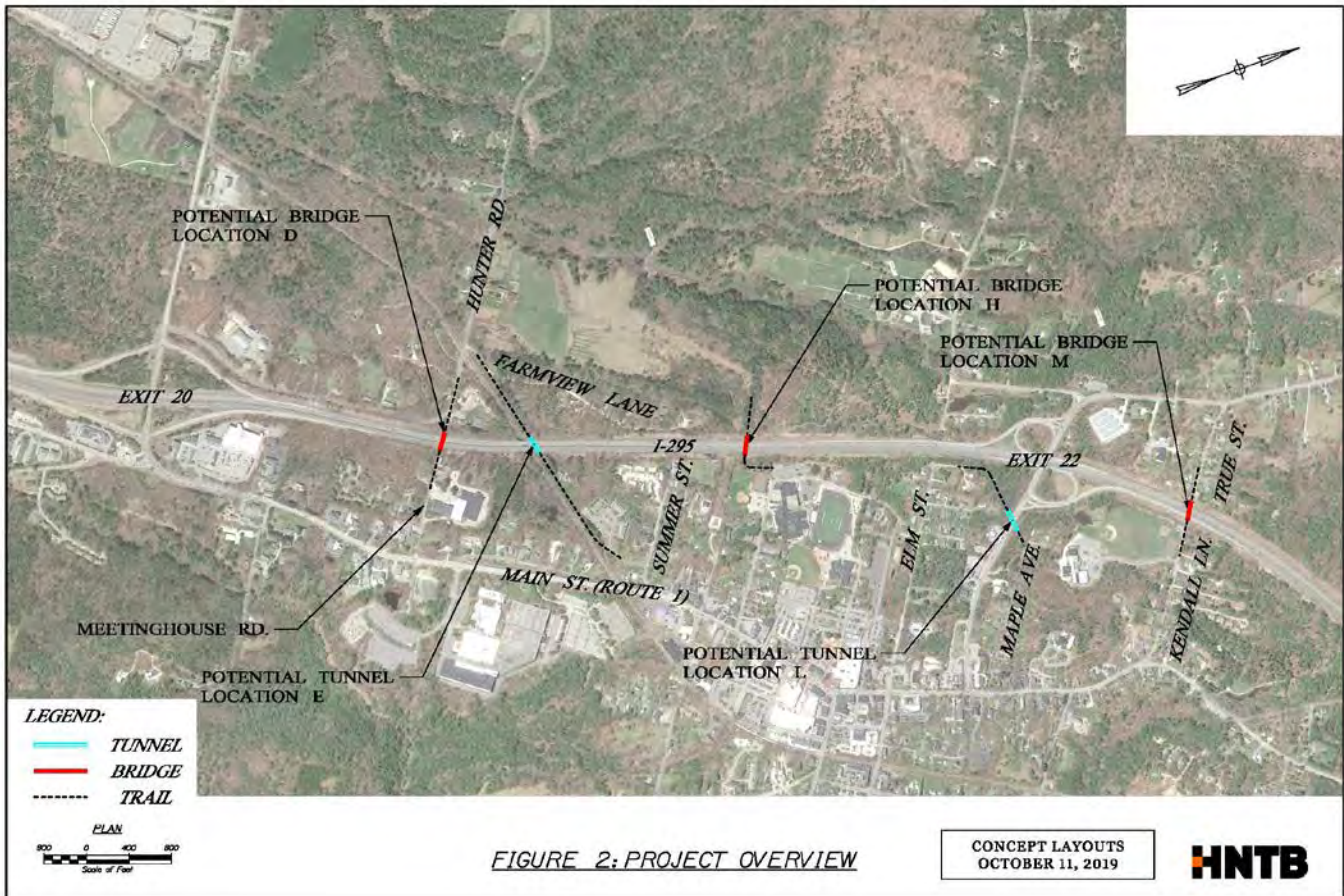 POTENTIAL BRIDGE
LOCATION D
HUNTER RD.
POTENTIAL BRIDGE
LOCATION H
POTENTIAL BRIDGE
LOCATION M
FARMVIEW LANE
EXIT 20
I-295
EXIT 22
TRUE ST.
SUMMER ST.
ELM ST.
MAPLE AVE.
KENDALL LN.
MAIN ST. (ROUTE 1)
MEETINGHOUSE RD.
POTENTIAL TUNNEL
LOCATION E
POTENTIAL TUNNEL
LOCATION L
LEGEND:
TUNNEL
BRIDGE
TRAIL
PLAN
800 0 400 800
Scale of Feet
FIGURE 2: PROJECT OVERVIEW
CONCEPT LAYOUTS
OCTOBER 11, 2019
HNTB